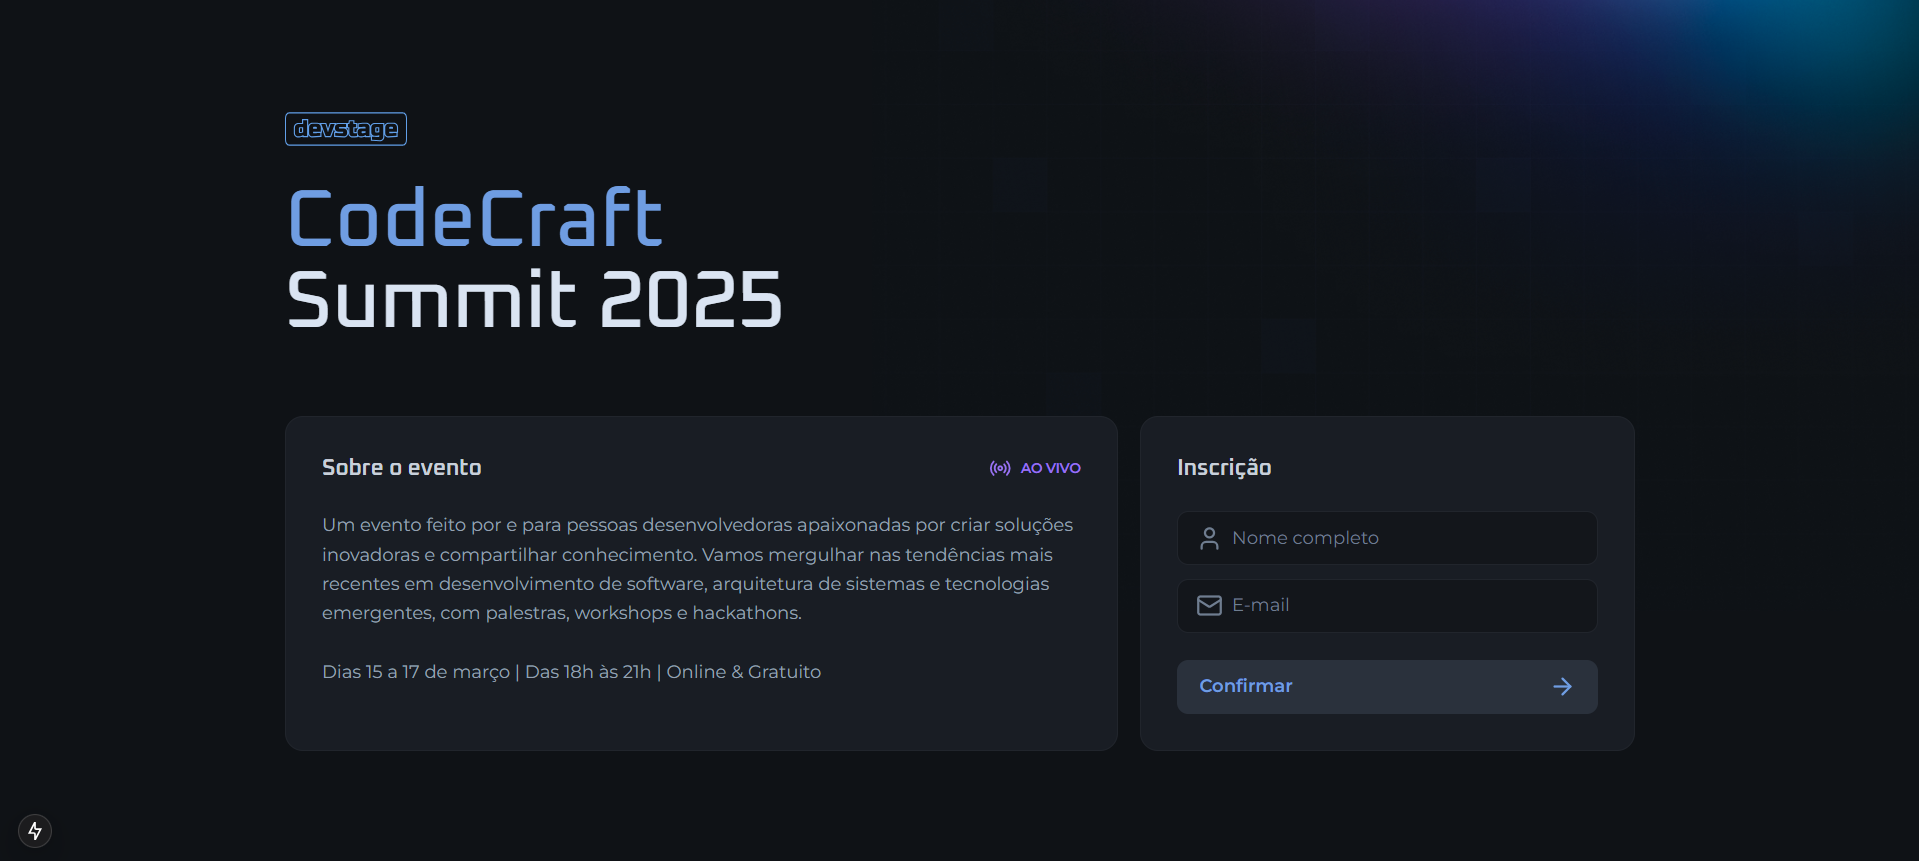 devstage
CodeCraft
Summit 2025
Sobre o evento
AO VIVO
Um evento feito por e para pessoas desenvolvedoras apaixonadas por criar soluções
inovadoras e compartilhar conhecimento. Vamos mergulhar nas tendências mais
recentes em desenvolvimento de software, arquitetura de sistemas e tecnologias
emergentes, com palestras, workshops e hackathons.
Dias 15 a 17 de março | Das 18h às 21h | Online & Gratuito
Inscrição
Nome completo
E-mail
Confirmar